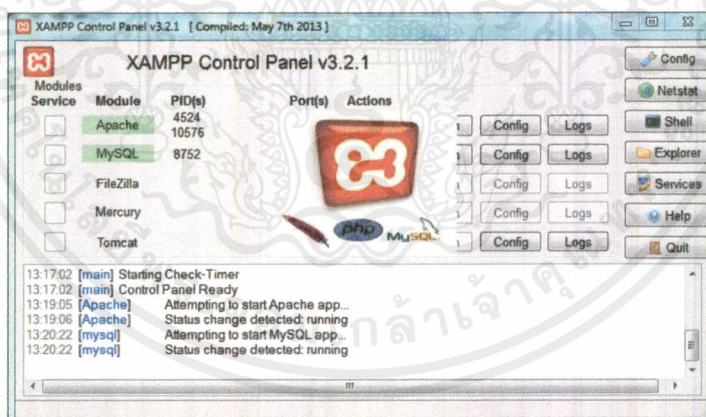 XAMPP Control Panel v3.2.1 [ Compiled: May 7th 2013 ]
XAMPP Control Panel v3.2.1
Config
Modules
Service Module PID(s) Port(s) Actions
Netstat
Apache 4524 10576 Config Logs
Shell
MySQL 8752 Config Logs
Explorer
FileZilla Config Logs
Services
Mercury Config Logs
Help
Tomcat Config Logs
Quit
php MySQL
13:17:02 [main] Starting Check-Timer
13:17:02 [main] Control Panel Ready
13:19:05 [Apache] Attempting to start Apache app...
13:19:06 [Apache] Status change detected: running
13:20:22 [mysql] Attempting to start MySQL app...
13:20:22 [mysql] Status change detected: running